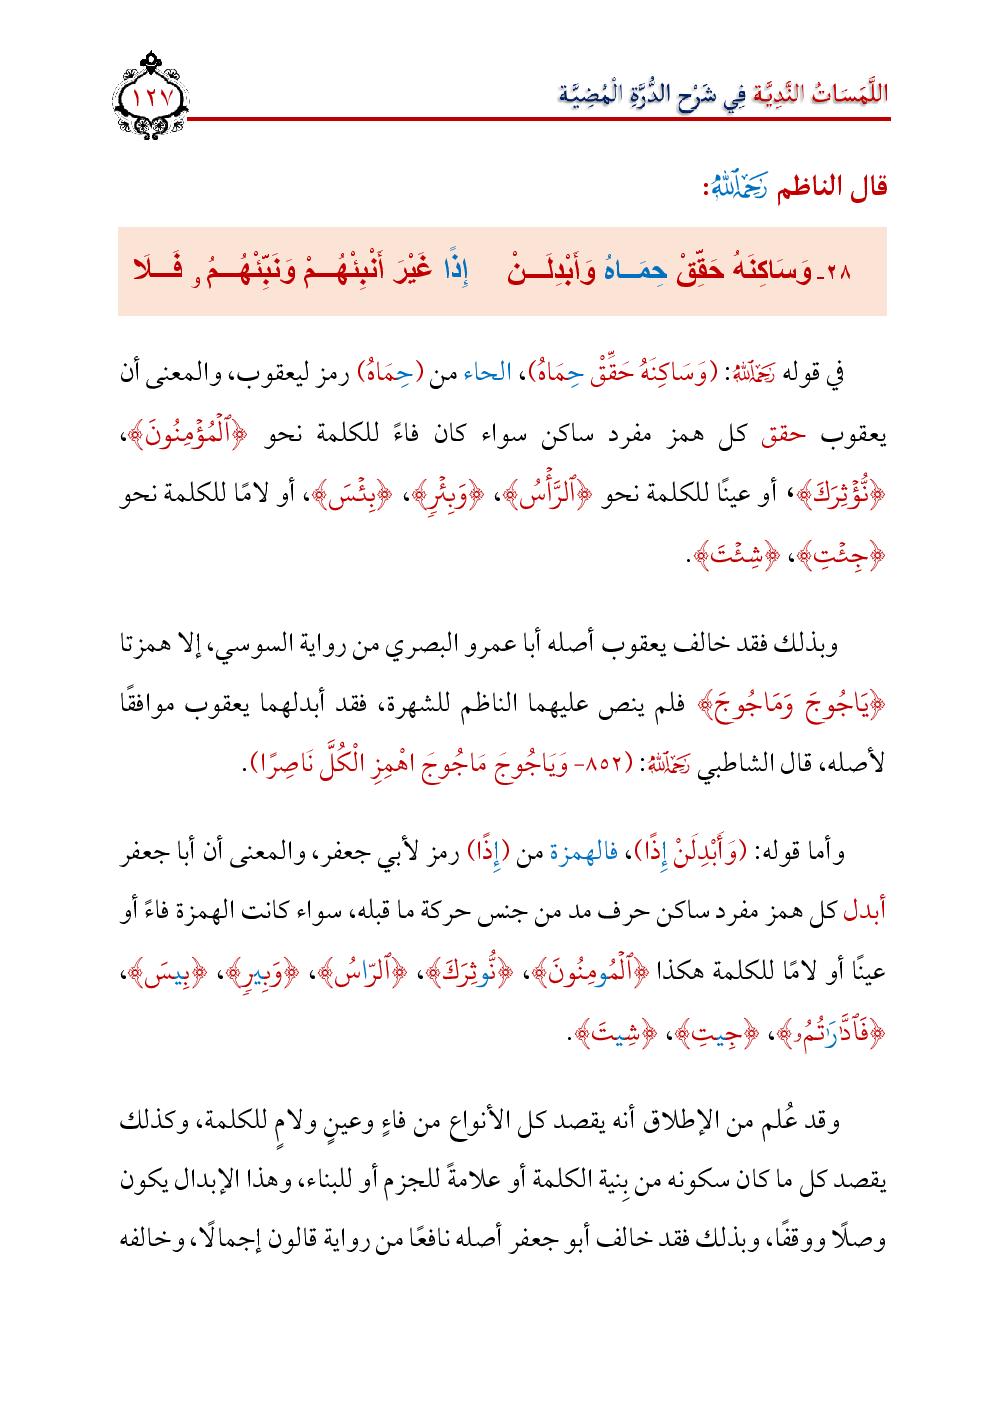 اللَّمَسَاتُ النَّدِيَّة فِي شَرْح الدُّرَّةِ الْمُضِيَّة
١٢٧
قال الناظم رَحِمَهُ ٱللَّهُ:
٢٨- وَسَاكِنَهُ حَقِّقْ حِمَاهُ وَأَبْدِلَنْ إِذًا غَيْرَ أَنْبِئْهُمْ وَنَبِّئْهُمُ و فَلَا
في قوله رَحِمَهُ ٱللَّهُ: (وَسَاكِنَهُ حَقِّقْ حِمَاهُ)، الحاء من (حِمَاهُ) رمز ليعقوب، والمعنى أن
يعقوب حقق كل همز مفرد ساكن سواء كان فاءً للكلمة نحو ﴿ٱلْمُؤْمِنُونَ﴾،
﴿نُّؤْثِرَكَ﴾، أو عينًا للكلمة نحو ﴿ٱلرَّأْسُ﴾، ﴿وَبِئْرٖ﴾، ﴿بِئْسَ﴾، أو لامًا للكلمة نحو
﴿جِئْتِ﴾، ﴿شِئْتَ﴾.
وبذلك فقد خالف يعقوب أصله أبا عمرو البصري من رواية السوسي، إلا همزتا
﴿يَاجُوجَ وَمَاجُوجَ﴾ فلم ينص عليهما الناظم للشهرة، فقد أبدلهما يعقوب موافقًا
لأصله، قال الشاطبي رَحِمَهُ ٱللَّهُ: (٨٥٢- وَيَاجُوجَ مَاجُوجَ اهْمِزِ الْكُلَّ نَاصِرًا).
وأما قوله: (وَأَبْدِلَنْ إِذًا)، فالهمزة من (إِذًا) رمز لأبي جعفر، والمعنى أن أبا جعفر
أبدل كل همز مفرد ساكن حرف مد من جنس حركة ما قبله، سواء كانت الهمزة فاءً أو
عينًا أو لامًا للكلمة هكذا ﴿ٱلْمُومِنُونَ﴾، ﴿نُّوثِرَكَ﴾، ﴿ٱلرَّاسُ﴾، ﴿وَبِيرٖ﴾، ﴿بِيسَ﴾،
﴿فَٱدَّٰرَٰتُمُۥ﴾، ﴿جِيتِ﴾، ﴿شِيتَ﴾.
وقد عُلم من الإطلاق أنه يقصد كل الأنواع من فاءٍ وعينٍ ولامٍ للكلمة، وكذلك
يقصد كل ما كان سكونه من بِنية الكلمة أو علامةً للجزم أو للبناء، وهذا الإبدال يكون
وصلًا ووقفًا، وبذلك فقد خالف أبو جعفر أصله نافعًا من رواية قالون إجمالًا، وخالفه